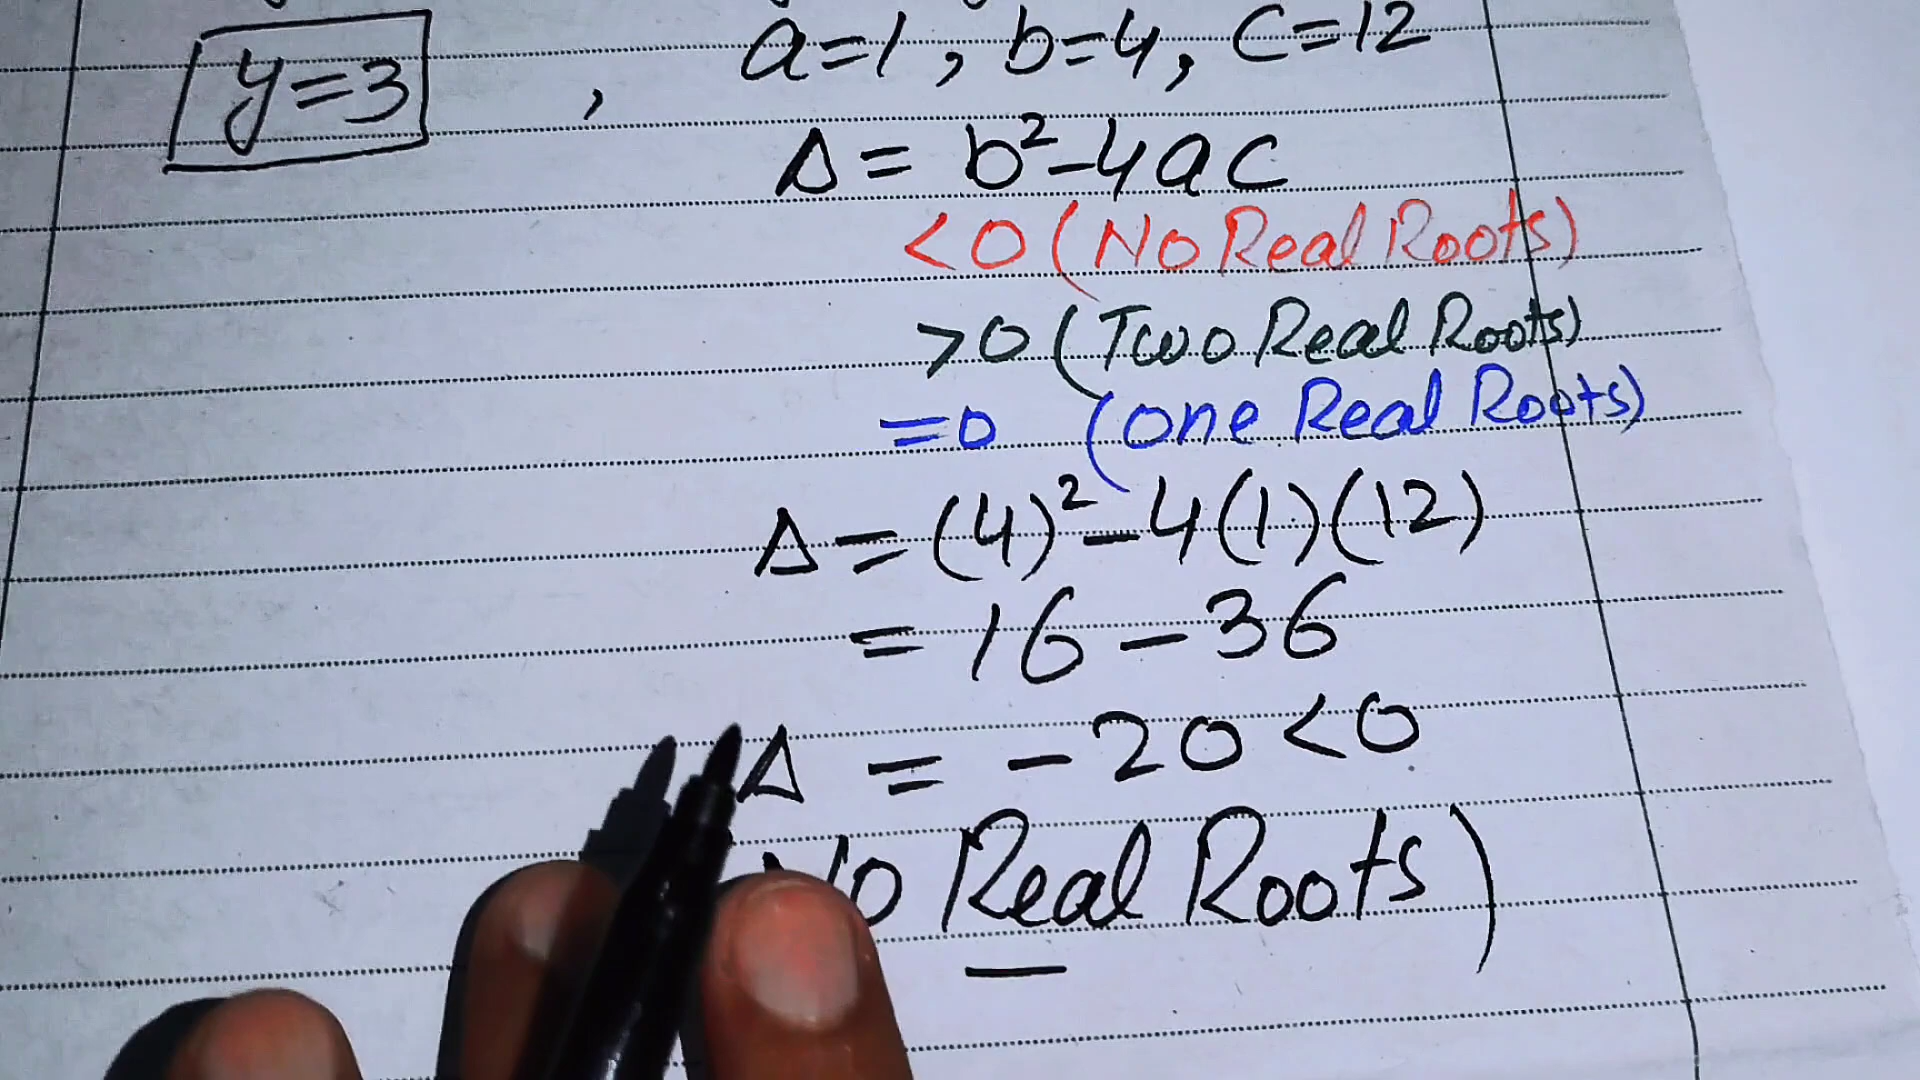 y=3 , a=1, b=4, c=12
Δ = b²-4ac
<0 (No Real Roots)
>0 (Two Real Roots)
=0 (one Real Roots)
Δ = (4)² - 4(1)(12)
= 16 - 36
Δ = -20 <0
No Real Roots)